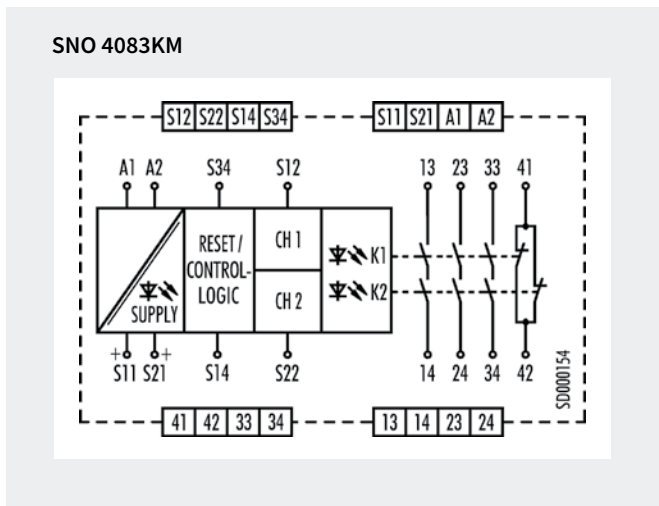 SNO 4083KM
S12 S22 S14 S34
S11 S21 A1 A2
A1 A2 S34 S12 13 23 33 41
RESET /
CONTROL-
LOGIC
CH 1
CH 2
K1
K2
SUPPLY
+ +
S11 S21 S14 S22 14 24 34 42
SD000154
41 42 33 34
13 14 23 24